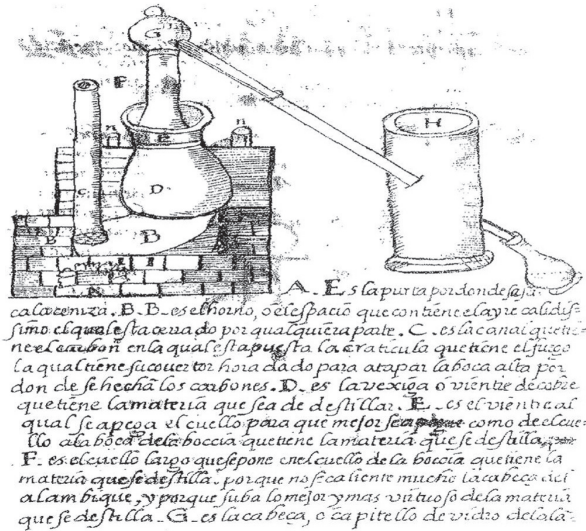 G
F
H
n
n
E
C
D
B
B
A
A. Es la puerta por donde se saca
ca la ceniza. B. B. es el horno, o el espacio que contiene el ayre calidis-
simo el qual esta cerrado por qualquiera parte. C. es la canal que tie-
ne el carbon en la qual esta puesta la craticula que tiene el fuego
la qual tiene su couertor horadado para atapar la boca alta por
don de se hecha los carbones. D. es la vexiga o vientre de cobre
que tiene la materia que sea de destillar. E. es el vientre al
qual se apega el cuello para que mejor se como de el cue-
llo a la boca de la boccia que tiene la materia que se destilla,
F. es el cuello largo que se pone en el cuello de la boccia que tiene la
materia que se destilla. porque no se caliente mucho la cabeça del
alambique, y porque suba lo mejor y mas virtuoso de la materia
que se destilla. G. es la cabeça, o capitello de vidro de la la